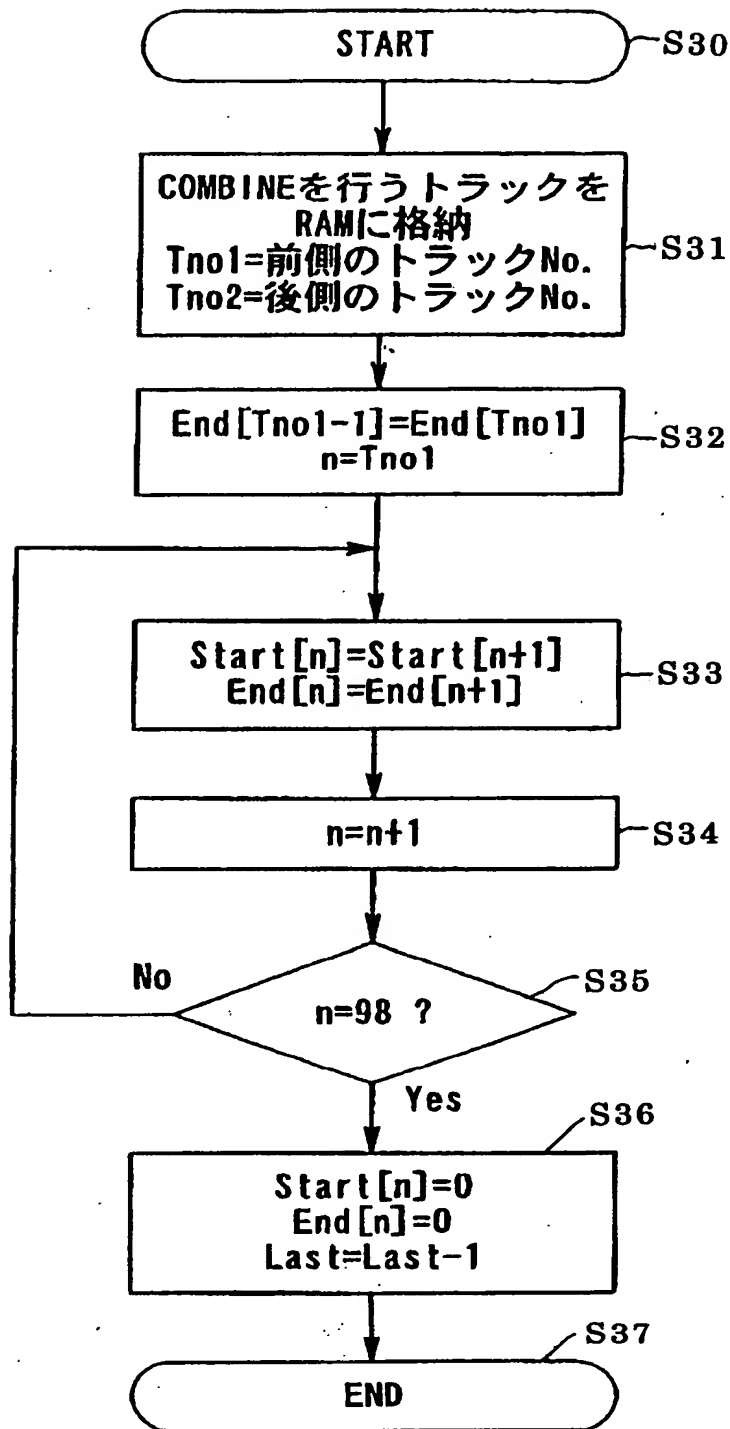 START
S30
COMBINEを行うトラックを
RAMに格納
Tno1=前側のトラックNo.
Tno2=後側のトラックNo.
S31
End[Tno1-1]=End[Tno1]
n=Tno1
S32
Start[n]=Start[n+1]
End[n]=End[n+1]
S33
n=n+1
S34
No
n=98 ?
S35
Yes
S36
Start[n]=0
End[n]=0
Last=Last-1
S37
END